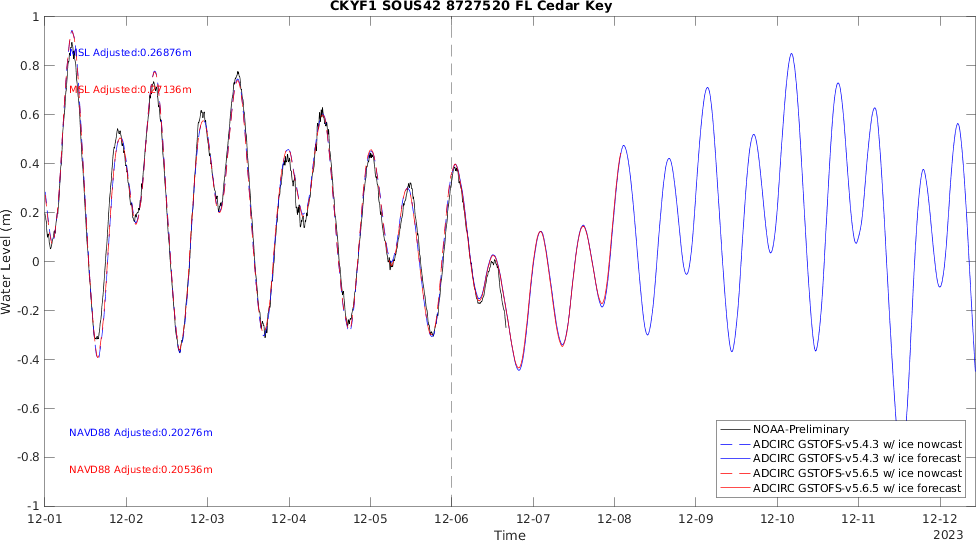 CKYF1 SOUS42 8727520 FL Cedar Key
1
0.8
0.6
0.4
0.2
0
-0.2
-0.4
-0.6
-0.8
-1
Water Level (m)
MSL Adjusted:0.26876m
MSL Adjusted:0.27136m
NAVD88 Adjusted:0.20276m
NAVD88 Adjusted:0.20536m
NOAA-Preliminary
ADCIRC GSTOFS-v5.4.3 w/ ice nowcast
ADCIRC GSTOFS-v5.4.3 w/ ice forecast
ADCIRC GSTOFS-v5.6.5 w/ ice nowcast
ADCIRC GSTOFS-v5.6.5 w/ ice forecast
12-01 12-02 12-03 12-04 12-05 12-06 12-07 12-08 12-09 12-10 12-11 12-12
Time
2023